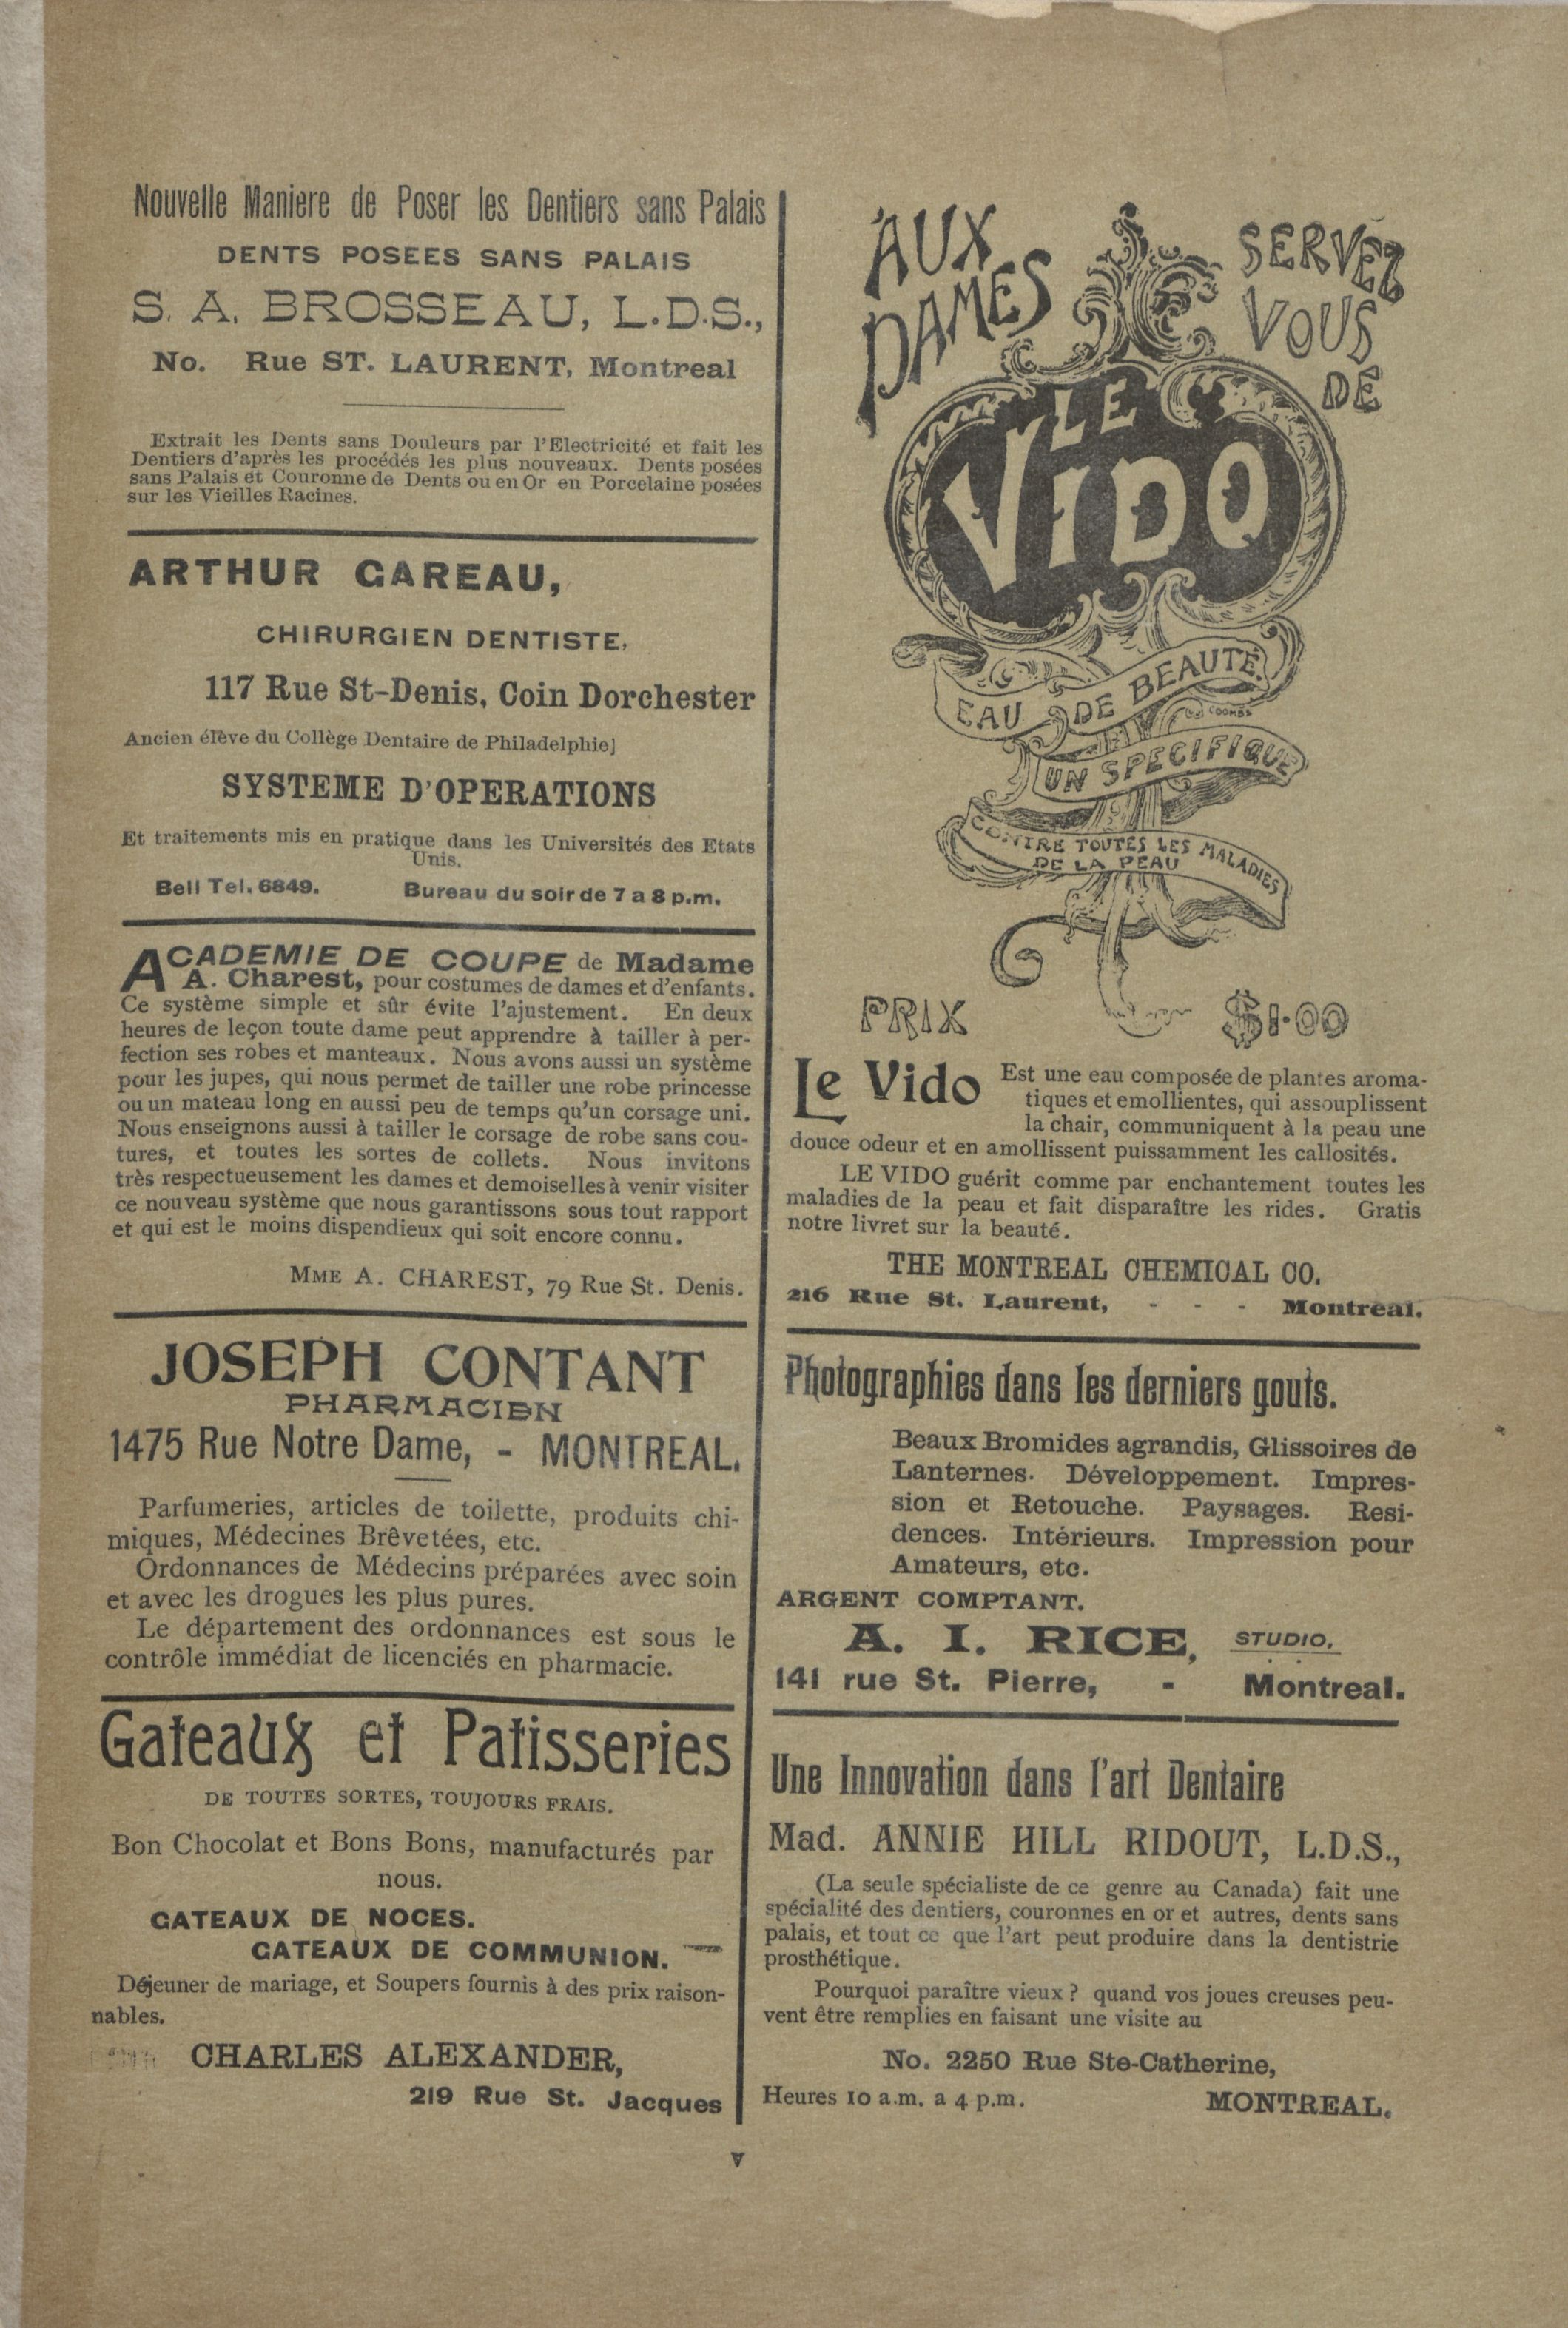 Nouvelle Maniere de Poser les Dentiers sans Palais
DENTS POSEES SANS PALAIS
S. A. BROSSEAU, L.D.S.,
No. Rue ST. LAURENT, Montreal
Extrait les Dents sans Douleurs par l'Electricité et fait les
Dentiers d'après les procédés les plus nouveaux. Dents posées
sans Palais et Couronne de Dents ou en Or en Porcelaine posées
sur les Vieilles Racines.
ARTHUR GAREAU,
CHIRURGIEN DENTISTE,
117 Rue St-Denis, Coin Dorchester
Ancien élève du Collège Dentaire de Philadelphie]
SYSTEME D'OPERATIONS
Et traitements mis en pratique dans les Universités des Etats
Unis.
Bell Tel. 6849. Bureau du soir de 7 a 8 p.m.
ACADEMIE DE COUPE de Madame
A. Charest, pour costumes de dames et d'enfants.
Ce système simple et sûr évite l'ajustement. En deux
heures de leçon toute dame peut apprendre à tailler à per-
fection ses robes et manteaux. Nous avons aussi un système
pour les jupes, qui nous permet de tailler une robe princesse
ou un mateau long en aussi peu de temps qu'un corsage uni.
Nous enseignons aussi à tailler le corsage de robe sans cou-
tures, et toutes les sortes de collets. Nous invitons
très respectueusement les dames et demoiselles à venir visiter
ce nouveau système que nous garantissons sous tout rapport
et qui est le moins dispendieux qui soit encore connu.
MME A. CHAREST, 79 Rue St. Denis.
JOSEPH CONTANT
PHARMACIEN
1475 Rue Notre Dame, - MONTREAL.
Parfumeries, articles de toilette, produits chi-
miques, Médecines Brêvetées, etc.
Ordonnances de Médecins préparées avec soin
et avec les drogues les plus pures.
Le département des ordonnances est sous le
contrôle immédiat de licenciés en pharmacie.
Gateaux et Patisseries
DE TOUTES SORTES, TOUJOURS FRAIS.
Bon Chocolat et Bons Bons, manufacturés par
nous.
GATEAUX DE NOCES.
GATEAUX DE COMMUNION.
Déjeuner de mariage, et Soupers fournis à des prix raison-
nables.
CHARLES ALEXANDER,
219 Rue St. Jacques
AUX
DAMES
SERVEZ
VOUS
DE
LE
VIDO
EAU DE BEAUTÉ.
COOMBS
UN SPECIFIQUE
CONTRE TOUTES LES MALADIES
DE LA PEAU
PRIX $1.00
Le Vido Est une eau composée de plantes aroma-
tiques et emollientes, qui assouplissent
la chair, communiquent à la peau une
douce odeur et en amollissent puissamment les callosités.
LE VIDO guérit comme par enchantement toutes les
maladies de la peau et fait disparaître les rides. Gratis
notre livret sur la beauté.
THE MONTREAL CHEMICAL CO.
216 Rue St. Laurent, - - - Montreal.
Photographies dans les derniers gouts.
Beaux Bromides agrandis, Glissoires de
Lanternes. Développement. Impres-
sion et Retouche. Paysages. Resi-
dences. Intérieurs. Impression pour
Amateurs, etc.
ARGENT COMPTANT.
A. I. RICE, STUDIO.
141 rue St. Pierre, - Montreal.
Une Innovation dans l'art Dentaire
Mad. ANNIE HILL RIDOUT, L.D.S.,
(La seule spécialiste de ce genre au Canada) fait une
spécialité des dentiers, couronnes en or et autres, dents sans
palais, et tout ce que l'art peut produire dans la dentistrie
prosthétique.
Pourquoi paraître vieux ? quand vos joues creuses peu-
vent être remplies en faisant une visite au
No. 2250 Rue Ste-Catherine,
Heures 10 a.m. a 4 p.m. MONTREAL.